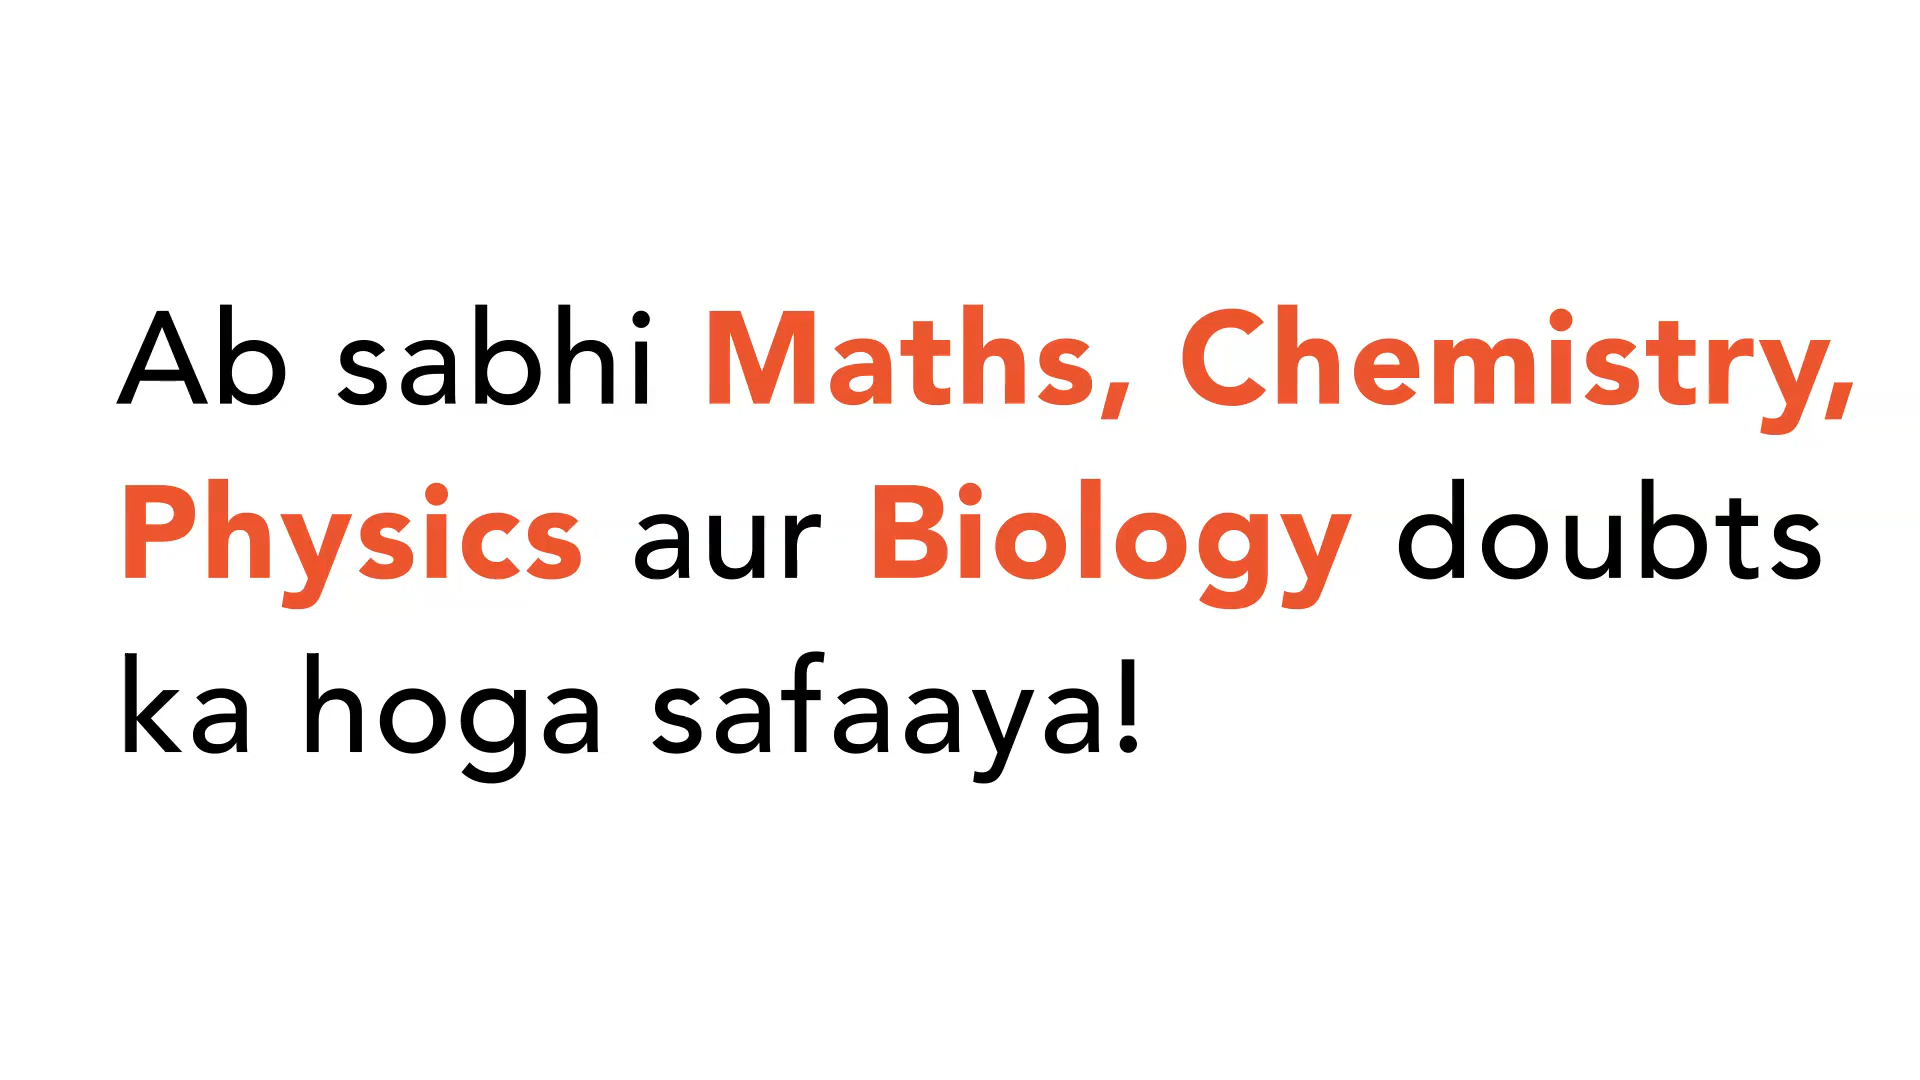 Ab sabhi Maths, Chemistry,
Physics aur Biology doubts
ka hoga safaaya!